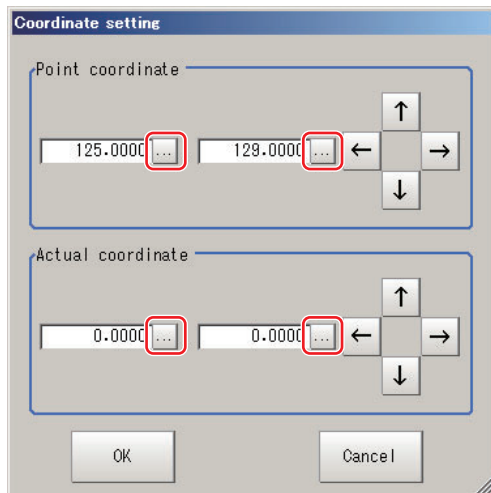 Coordinate setting
Point coordinate
↑
125.0000 ... 129.0000 ... ← →
↓
Actual coordinate
↑
0.0000 ... 0.0000 ... ← →
↓
OK Cancel